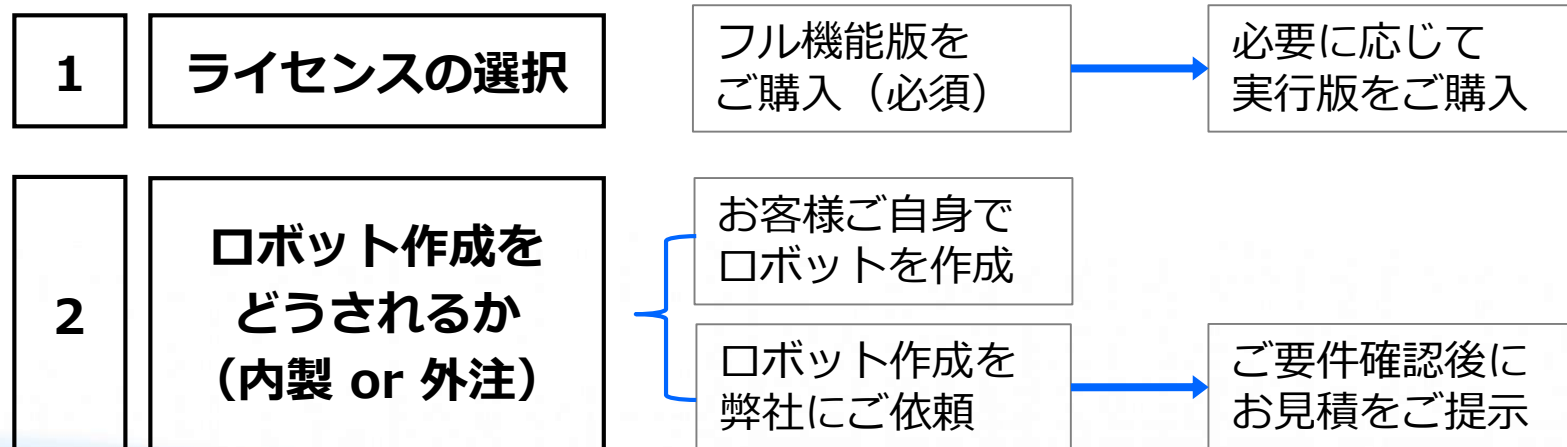 1
ライセンスの選択
フル機能版を
ご購入（必須）
必要に応じて
実行版をご購入
2
ロボット作成を
どうされるか
（内製 or 外注）
お客様ご自身で
ロボットを作成
ロボット作成を
弊社にご依頼
ご要件確認後に
お見積をご提示